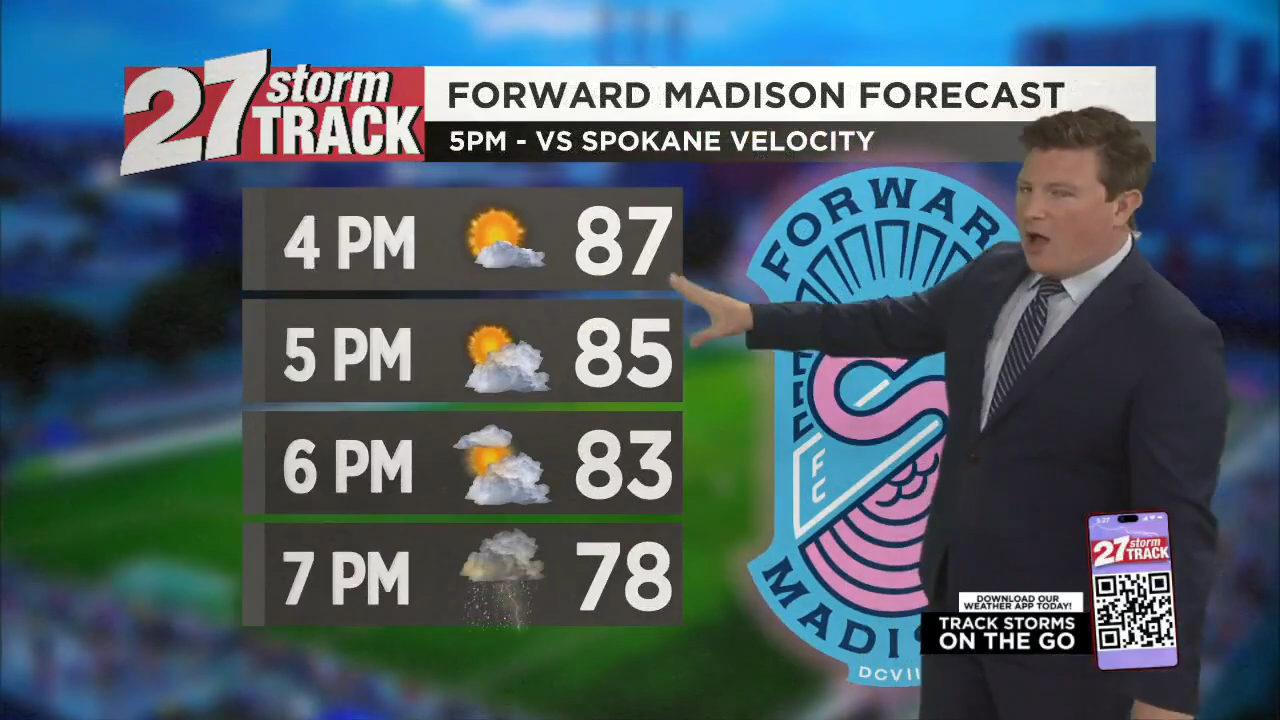 27 storm TRACK
FORWARD MADISON FORECAST
5PM - VS SPOKANE VELOCITY
4 PM 87
5 PM 85
6 PM 83
7 PM 78
FORWAR
FC
MADIS
DCVII
DOWNLOAD OUR
WEATHER APP TODAY!
TRACK STORMS
ON THE GO
5:27
27 storm TRACK